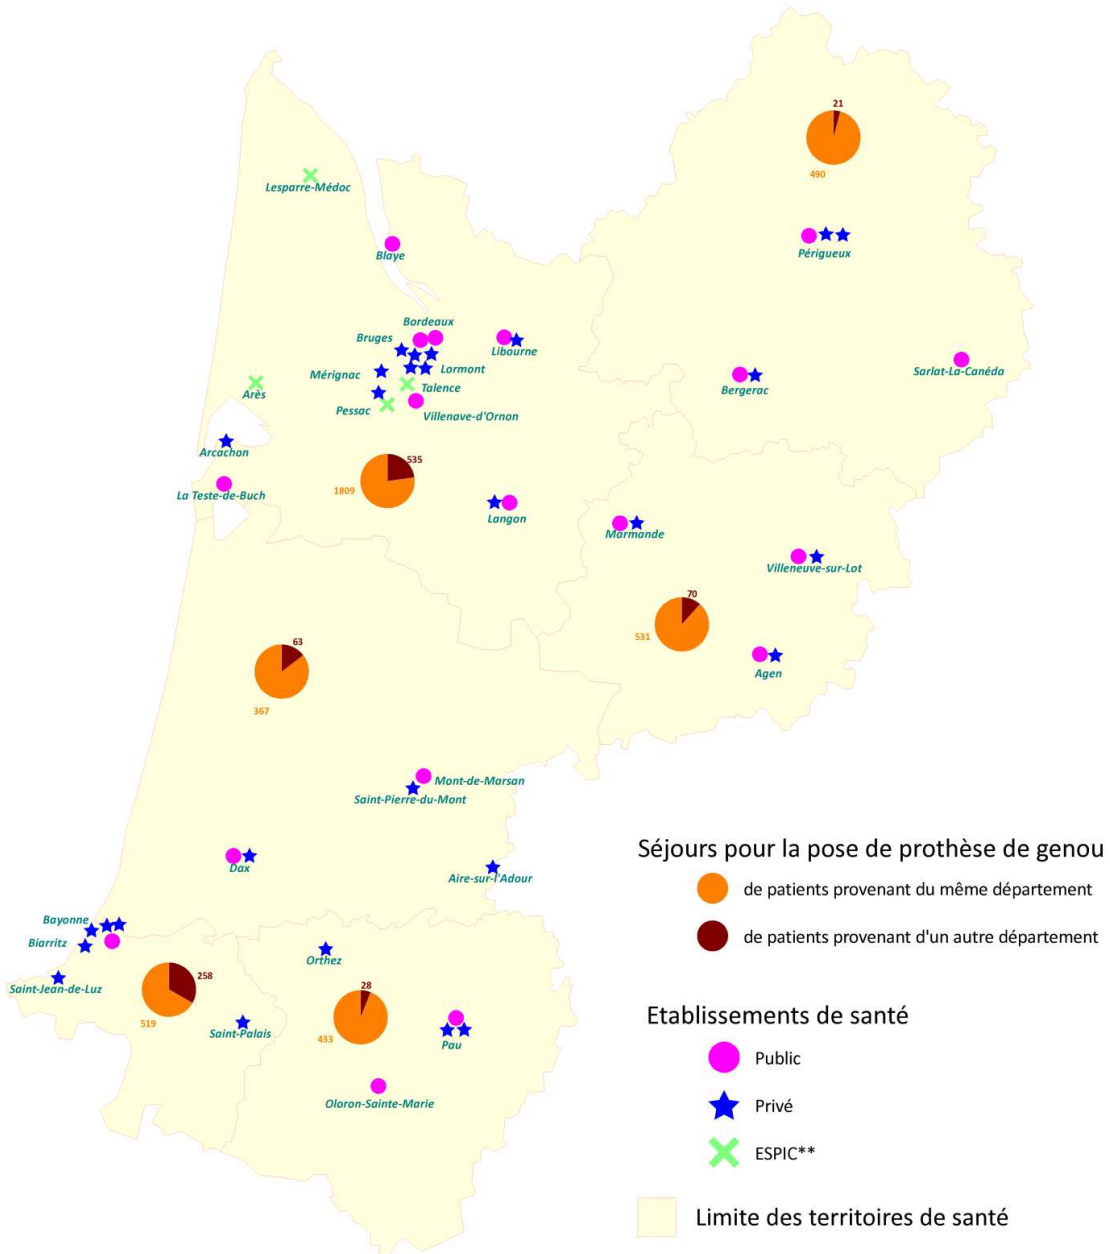 21
490
Périgueux
Lesparre-Médoc
Blaye
Bordeaux
Bruges
Libourne
Lormont
Mérignac
Talence
Arès
Pessac
Villenave-d'Ornon
Bergerac
Sarlat-La-Canéda
Arcachon
535
1809
La Teste-de-Buch
Langon
Marmande
Villeneuve-sur-Lot
70
531
Agen
63
367
Mont-de-Marsan
Saint-Pierre-du-Mont
Dax
Aire-sur-l'Adour
Bayonne
Biarritz
Orthez
Saint-Jean-de-Luz
258
519
Saint-Palais
28
433
Pau
Oloron-Sainte-Marie
Séjours pour la pose de prothèse de genou
de patients provenant du même département
de patients provenant d'un autre département
Etablissements de santé
Public
Privé
ESPIC**
Limite des territoires de santé